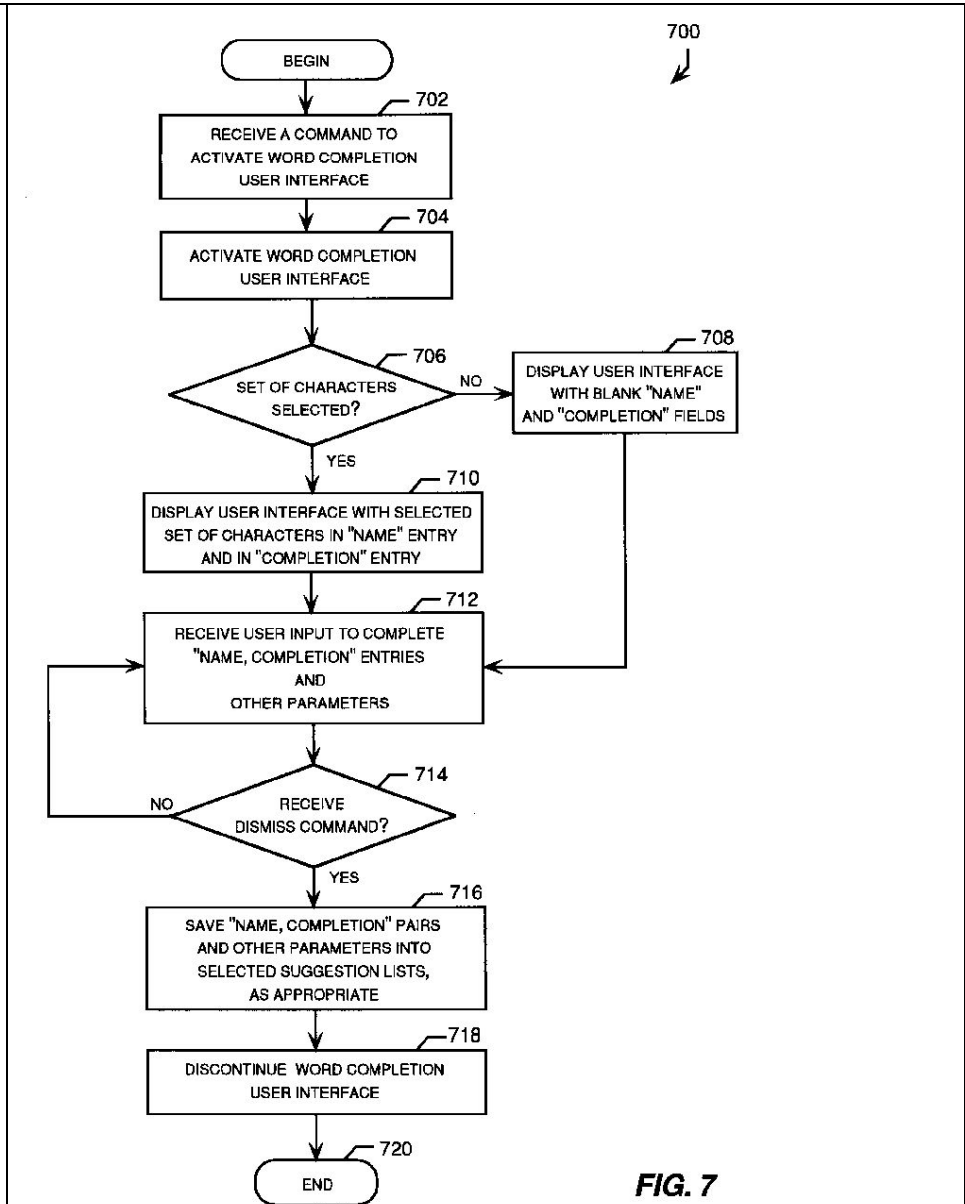 700
BEGIN
702
RECEIVE A COMMAND TO
ACTIVATE WORD COMPLETION
USER INTERFACE
704
ACTIVATE WORD COMPLETION
USER INTERFACE
706
SET OF CHARACTERS
SELECTED?
NO
708
DISPLAY USER INTERFACE
WITH BLANK "NAME"
AND "COMPLETION" FIELDS
YES
710
DISPLAY USER INTERFACE WITH SELECTED
SET OF CHARACTERS IN "NAME" ENTRY
AND IN "COMPLETION" ENTRY
712
RECEIVE USER INPUT TO COMPLETE
"NAME, COMPLETION" ENTRIES
AND
OTHER PARAMETERS
714
RECEIVE
DISMISS COMMAND?
NO
YES
716
SAVE "NAME, COMPLETION" PAIRS
AND OTHER PARAMETERS INTO
SELECTED SUGGESTION LISTS,
AS APPROPRIATE
718
DISCONTINUE WORD COMPLETION
USER INTERFACE
720
END
FIG. 7